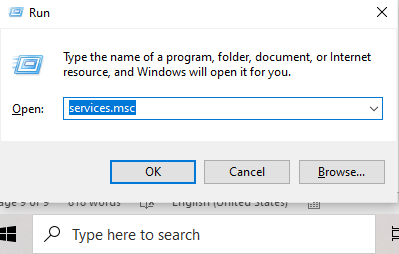 Run
Type the name of a program, folder, document, or Internet
resource, and Windows will open it for you.
Open: services.msc
OK Cancel Browse...
age 9 of 9 818 words English (United States)
Type here to search